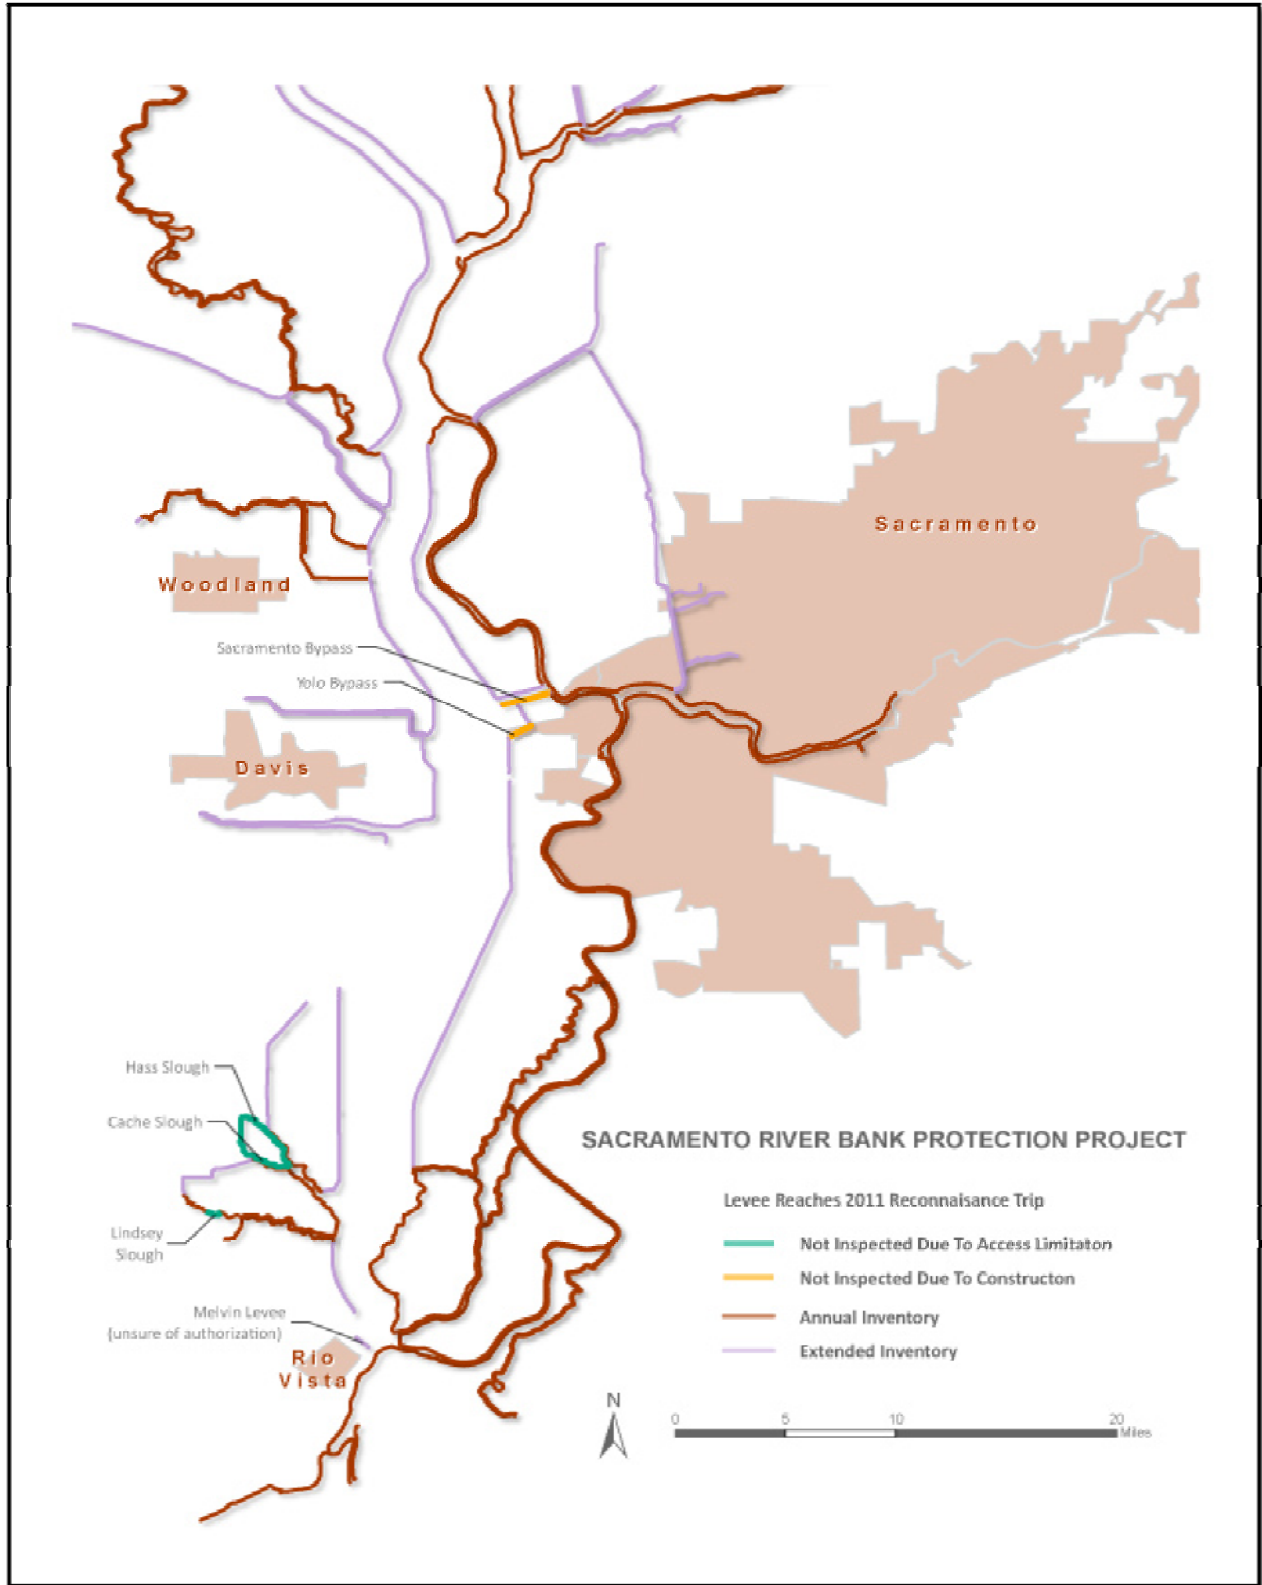 Sacramento
Woodland
Sacramento Bypass
Yolo Bypass
Davis
Hass Slough
Cache Slough
SACRAMENTO RIVER BANK PROTECTION PROJECT
Levee Reaches 2011 Reconnaisance Trip
Lindsey
Slough
Not Inspected Due To Access Limitaton
Not Inspected Due To Constructon
Melvin Levee
(unsure of authorization)
Annual Inventory
Extended Inventory
Rio
Vista
N
0 5 10 20
Miles